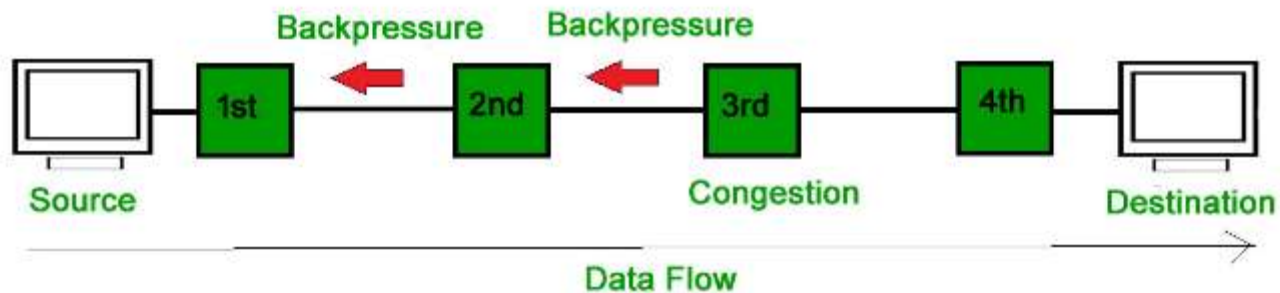 Backpressure Backpressure
1st 2nd 3rd 4th
Source Congestion Destination
Data Flow